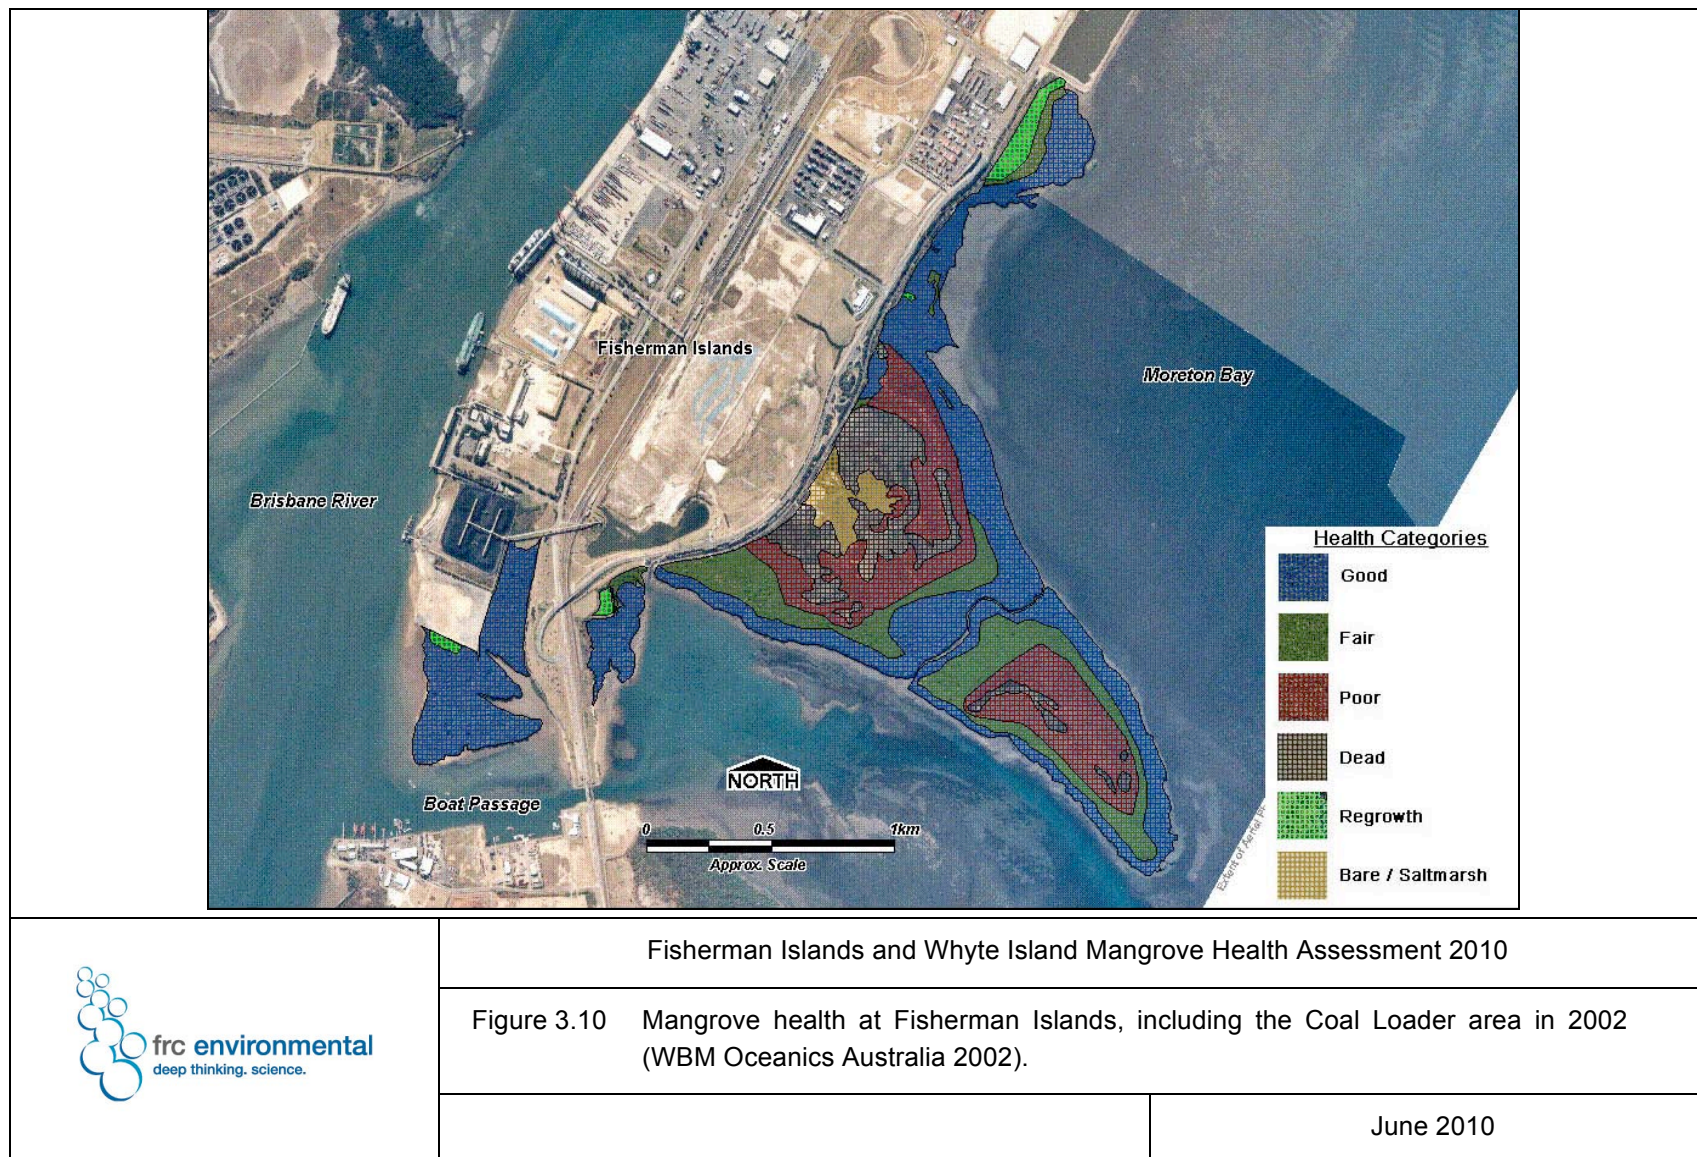 Fisherman Islands
Moreton Bay
Brisbane River
Health Categories
Good
Fair
Poor
Dead
Regrowth
Bare / Saltmarsh
NORTH
Boat Passage
0 0.5 1km
Approx. Scale
Extent of Aerial
Fisherman Islands and Whyte Island Mangrove Health Assessment 2010
Figure 3.10 Mangrove health at Fisherman Islands, including the Coal Loader area in 2002
(WBM Oceanics Australia 2002).
frc environmental
deep thinking. science.
June 2010